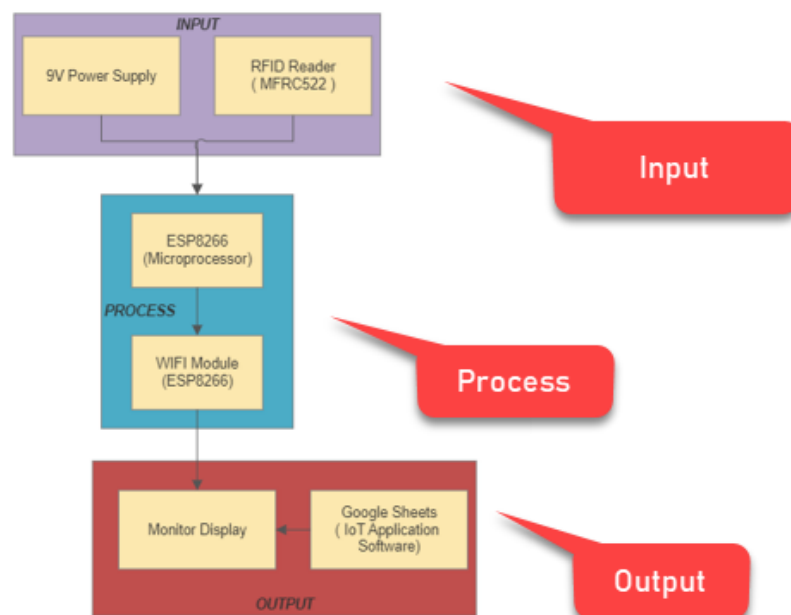 INPUT
9V Power Supply
RFID Reader
( MFRC522 )
Input
ESP8266
(Microprocessor)
PROCESS
WIFI Module
(ESP8266)
Process
Monitor Display
Google Sheets
( IoT Application
Software)
OUTPUT
Output